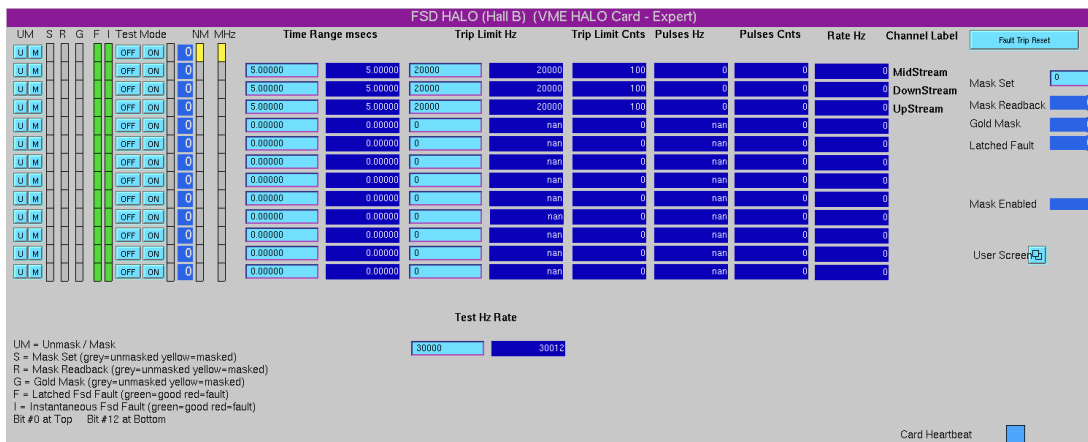 FSD HALO (Hall B)  (VME HALO Card - Expert)
UM S R G F I Test Mode NM MHz Time Range msecs Trip Limit Hz Trip Limit Cnts Pulses Hz Pulses Cnts Rate Hz Channel Label Fault Trip Reset
U M OFF ON 0
U M OFF ON 0 5.00000 5.00000 20000 20000 100 0 0 0 MidStream
U M OFF ON 0 5.00000 5.00000 20000 20000 100 0 0 0 DownStream
U M OFF ON 0 5.00000 5.00000 20000 20000 100 0 0 0 UpStream
U M OFF ON 0 0.00000 0.00000 0 nan 0 nan 0 0
U M OFF ON 0 0.00000 0.00000 0 nan 0 nan 0 0
U M OFF ON 0 0.00000 0.00000 0 nan 0 nan 0 0
U M OFF ON 0 0.00000 0.00000 0 nan 0 nan 0 0
U M OFF ON 0 0.00000 0.00000 0 nan 0 nan 0 0
U M OFF ON 0 0.00000 0.00000 0 nan 0 nan 0 0
U M OFF ON 0 0.00000 0.00000 0 nan 0 nan 0 0
U M OFF ON 0 0.00000 0.00000 0 nan 0 nan 0 0
U M OFF ON 0 0.00000 0.00000 0 nan 0 nan 0 0
Mask Set 0
Mask Readback
Gold Mask
Latched Fault
Mask Enabled
User Screen
Test Hz Rate
30000 30012
UM = Unmask / Mask
S = Mask Set (grey=unmasked yellow=masked)
R = Mask Readback (grey=unmasked yellow=masked)
G = Gold Mask (grey=unmasked yellow=masked)
F = Latched Fsd Fault (green=good red=fault)
I = Instantaneous Fsd Fault (green=good red=fault)
Bit #0 at Top    Bit #12 at Bottom
Card Heartbeat